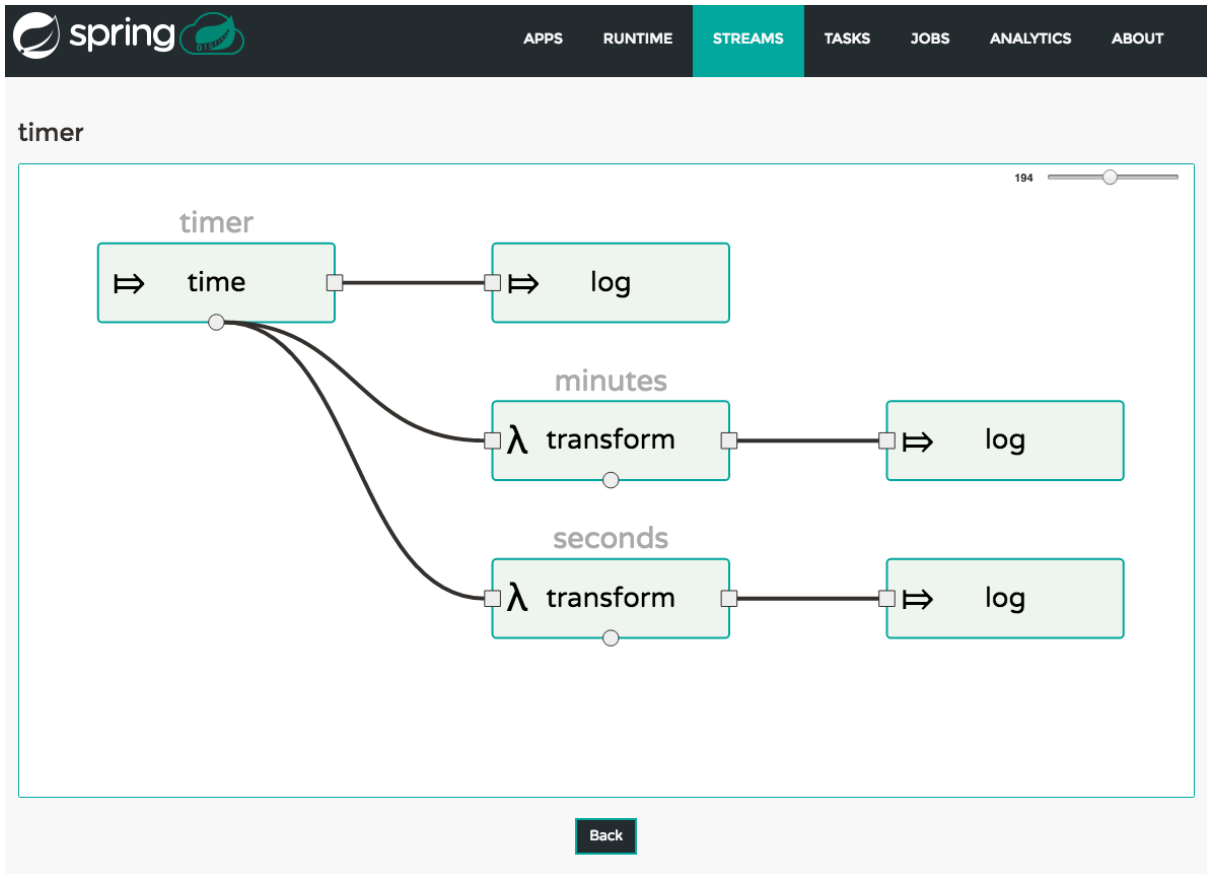 spring
APPS RUNTIME STREAMS TASKS JOBS ANALYTICS ABOUT
timer
194
timer
time
log
minutes
λ transform
log
seconds
λ transform
log
Back